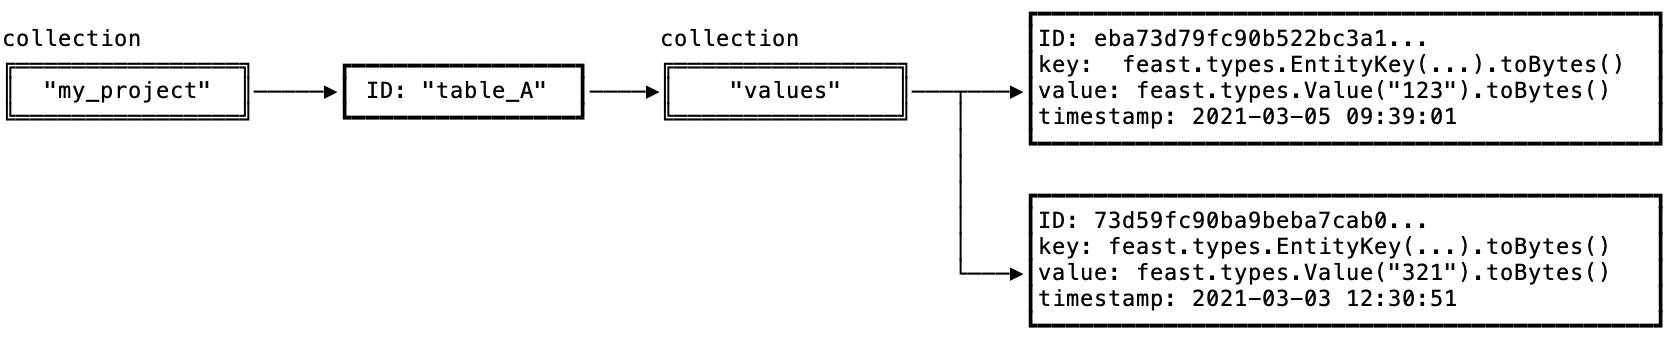 collection
"my_project"
ID: "table_A"
collection
"values"
ID: eba73d79fc90b522bc3a1...
key:  feast.types.EntityKey(...).toBytes()
value: feast.types.Value("123").toBytes()
timestamp: 2021-03-05 09:39:01
ID: 73d59fc90ba9beba7cab0...
key: feast.types.EntityKey(...).toBytes()
value: feast.types.Value("321").toBytes()
timestamp: 2021-03-03 12:30:51